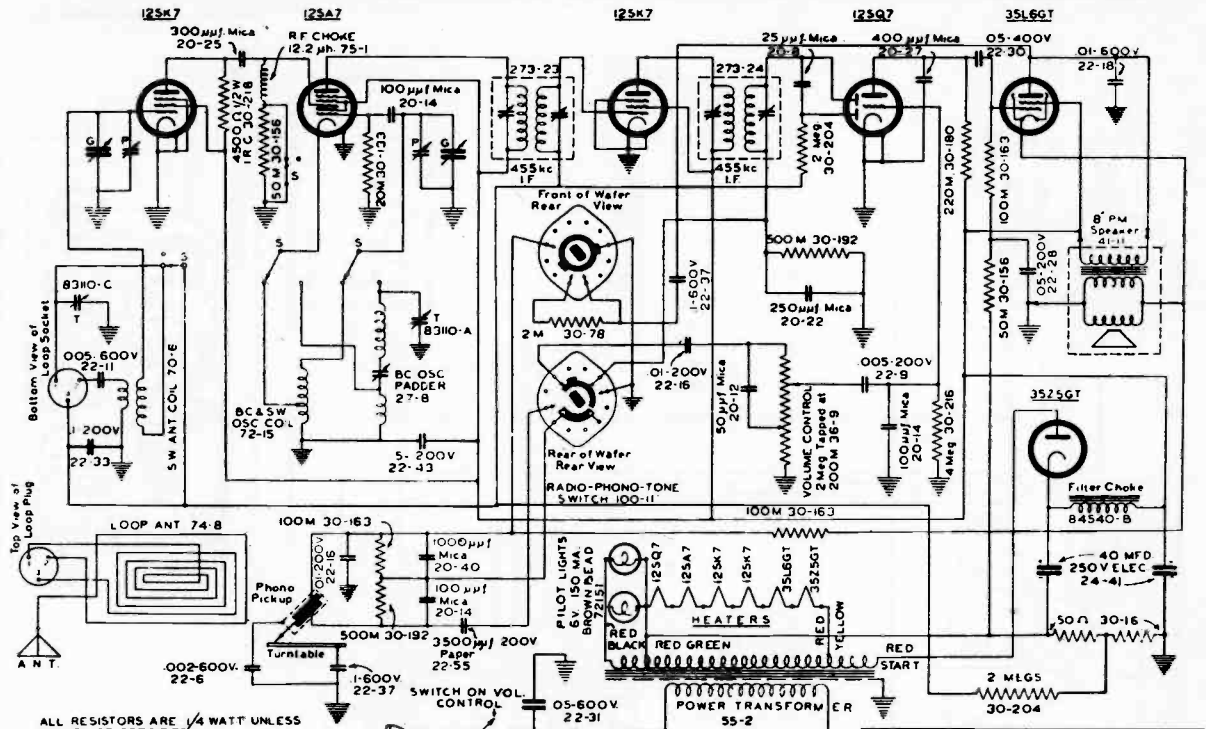 12SK7
12SA7
12SK7
12SQ7
35L6GT
300μμf Mica
20-25
RF CHOKE
12.2 μh. 75-1
100μμf Mica
20-14
273-23
273-24
25μμf. Mica
20-8
400μμf Mica
20-27
.05-400V
22-30
.01-600V
22-18
G
P
4500Ω 1/2W
IRC 30-218
50M 30-156
S
20M 30-133
P
G
455kc
I.F.
455kc
I.F.
2 Meg.
30-204
220M 30-180
100M 30-163
8" PM
Speaker
41-11
Front of Wafer
Rear View
500M 30-192
250μμf Mica
20-22
.1-600V
22-37
50M 30-156
.05-200V
22-28
S
S
S
83110-C
T
T
83110-A
2M 30-78
Bottom View of
Loop Socket
.005-600V
22-11
SW ANT COIL 70-6
.1-200V
22-33
BC OSC
PADDER
27-8
BC & SW
OSC COIL
72-15
.5-200V
22-43
.01-200V
22-16
50μμf Mica
20-12
VOLUME CONTROL
2 Meg Tapped at
200M 36-9
.005-200V
22-9
100μμf Mica
20-14
4 Meg 30-216
35Z5GT
Rear of Wafer
Rear View
RADIO-PHONO-TONE
SWITCH 100-11
Filter Choke
84540-B
Top View of
Loop Plug
LOOP ANT 74-8
100M 30-163
.01-200V
22-16
1000μμf
Mica
20-40
100μμf
Mica
20-14
100M 30-163
Phono
Pickup
500M 30-192
3500μμf 200V
Paper
22-55
Turntable
ANT.
PILOT LIGHTS
6V. 150 MA.
BROWN BEAD
72151
12SQ7
12SA7
12SK7
12SK7
35L6GT
35Z5GT
HEATERS
40 MFD
250V ELEC
24-41
RED
BLACK
RED
GREEN
RED
YELLOW
RED
START
50Ω 30-16
.002-600V.
22-6
.1-600V.
22-37
SWITCH ON VOL.
CONTROL
.05-600V.
22-31
POWER TRANSFORMER
55-2
2 MEGS
30-204
ALL RESISTORS ARE 1/4 WATT UNLESS